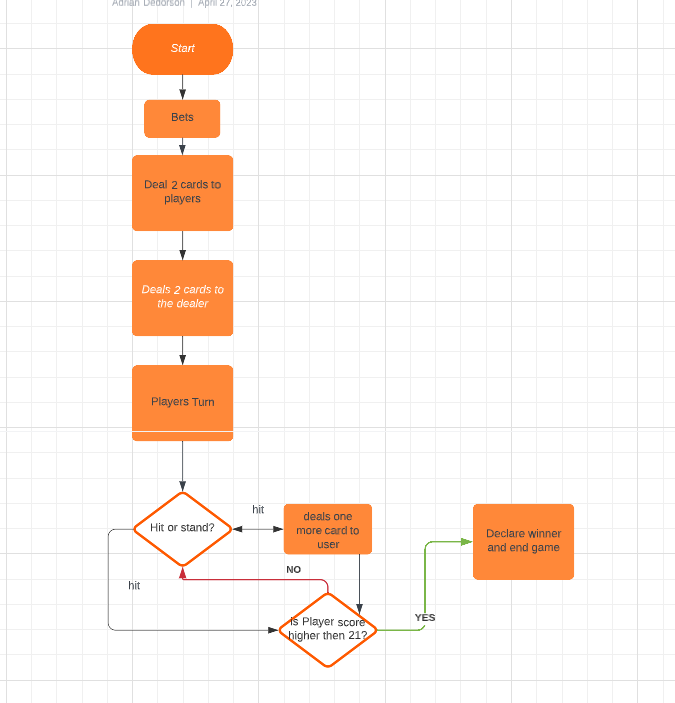 Adrian Dedorson | April 27, 2023
Start
Bets
Deal 2 cards to
players
Deals 2 cards to
the dealer
Players Turn
Hit or stand?
hit
deals one
more card to
user
Declare winner
and end game
NO
hit
Is Player score
higher then 21?
YES